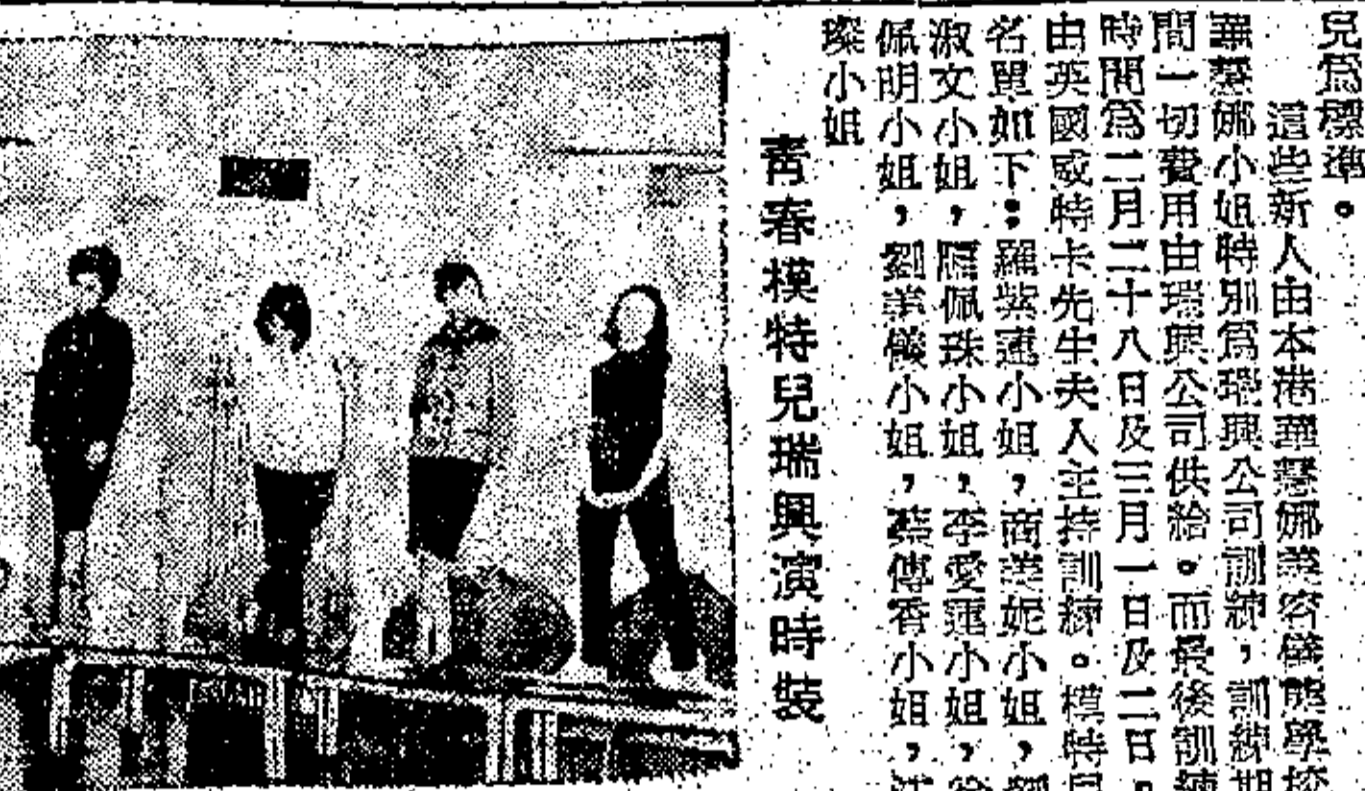 兒爲標準。
這些新人由本港華慧娜美容儀態學校
華慧娜小姐特別爲瑞興公司訓練,訓練期
間一切費用由瑞興公司供給。而最後訓練
時間爲二月二十八日及三月一日及二日,
由英國威特卡先生夫人主持訓練。模特兒
名單如下:羅紫蓮小姐,商美妮小姐,
淑文小姐,佩珠小姐,李愛蓮小姐,
佩明小姐,劉美儀小姐,葉傅香小姐,
璨小姐
青春模特兒瑞興演時裝